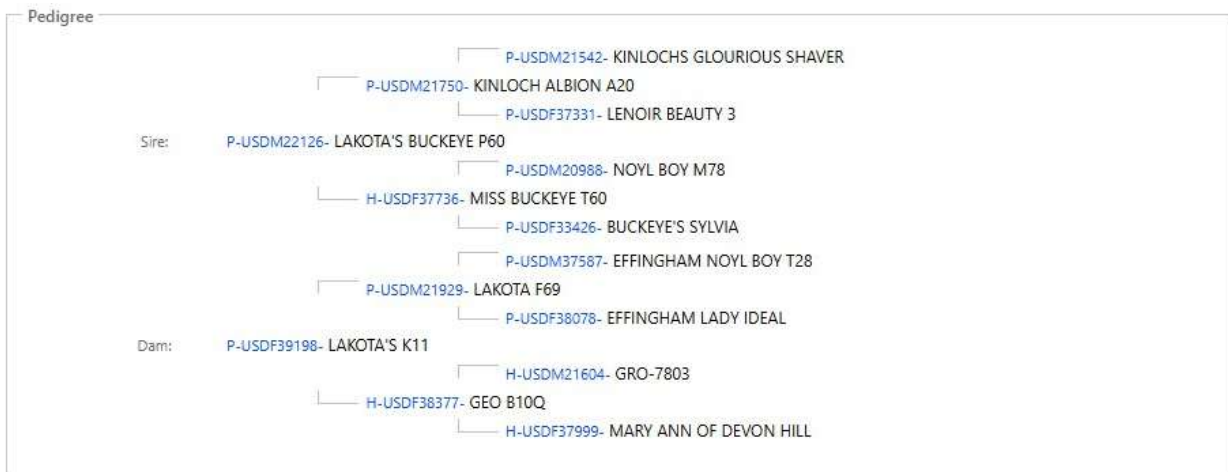 Pedigree
P-USDM21542- KINLOCHS GLOURIOUS SHAVER
P-USDM21750- KINLOCH ALBION A20
P-USDF37331- LENOIR BEAUTY 3
Sire: P-USDM22126- LAKOTA'S BUCKEYE P60
P-USDM20988- NOYL BOY M78
H-USDF37736- MISS BUCKEYE T60
P-USDF33426- BUCKEYE'S SYLVIA
P-USDM37587- EFFINGHAM NOYL BOY T28
P-USDM21929- LAKOTA F69
P-USDF38078- EFFINGHAM LADY IDEAL
Dam: P-USDF39198- LAKOTA'S K11
H-USDM21604- GRO-7803
H-USDF38377- GEO B10Q
H-USDF37999- MARY ANN OF DEVON HILL